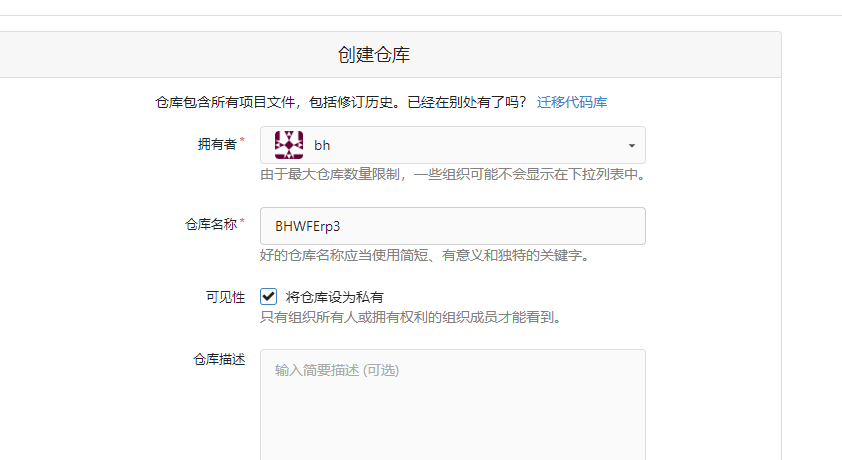 创建仓库
仓库包含所有项目文件，包括修订历史。已经在别处有了吗？ 迁移代码库
拥有者* bh
由于最大仓库数量限制，一些组织可能不会显示在下拉列表中。
仓库名称* BHWFErp3
好的仓库名称应当使用简短、有意义和独特的关键字。
可见性 将仓库设为私有
只有组织所有人或拥有权利的组织成员才能看到。
仓库描述 输入简要描述 (可选)